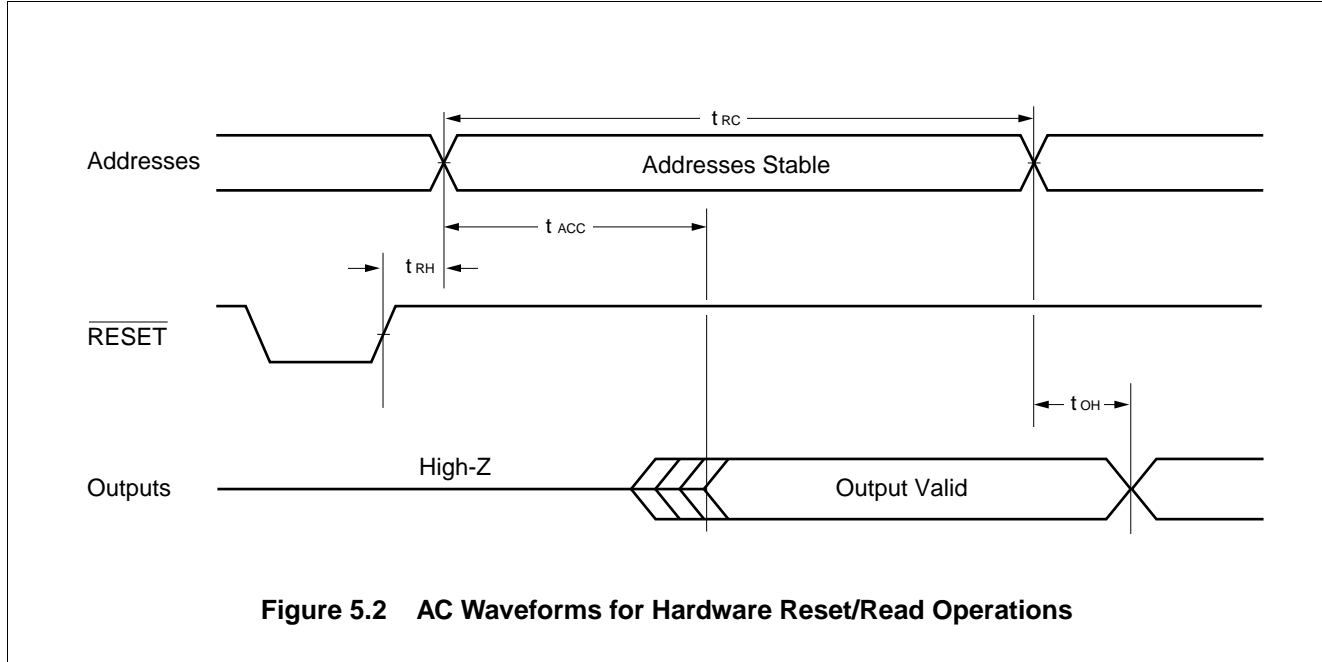 t RC
Addresses
Addresses Stable
t ACC
t RH
RESET
t OH
High-Z
Outputs
Output Valid
Figure 5.2 AC Waveforms for Hardware Reset/Read Operations